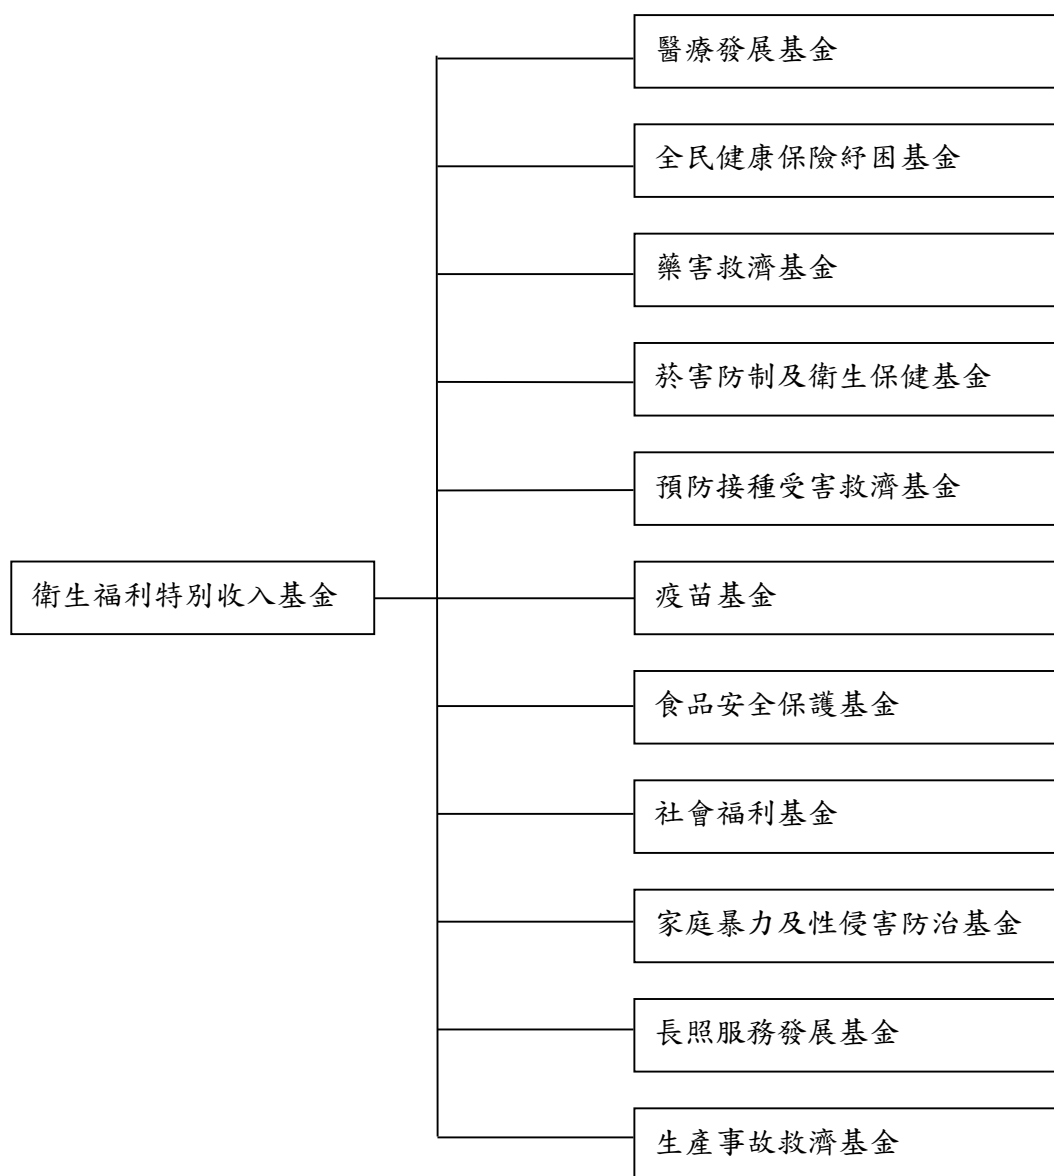 醫療發展基金
全民健康保險紓困基金
藥害救濟基金
菸害防制及衛生保健基金
預防接種受害救濟基金
衛生福利特別收入基金
疫苗基金
食品安全保護基金
社會福利基金
家庭暴力及性侵害防治基金
長照服務發展基金
生產事故救濟基金